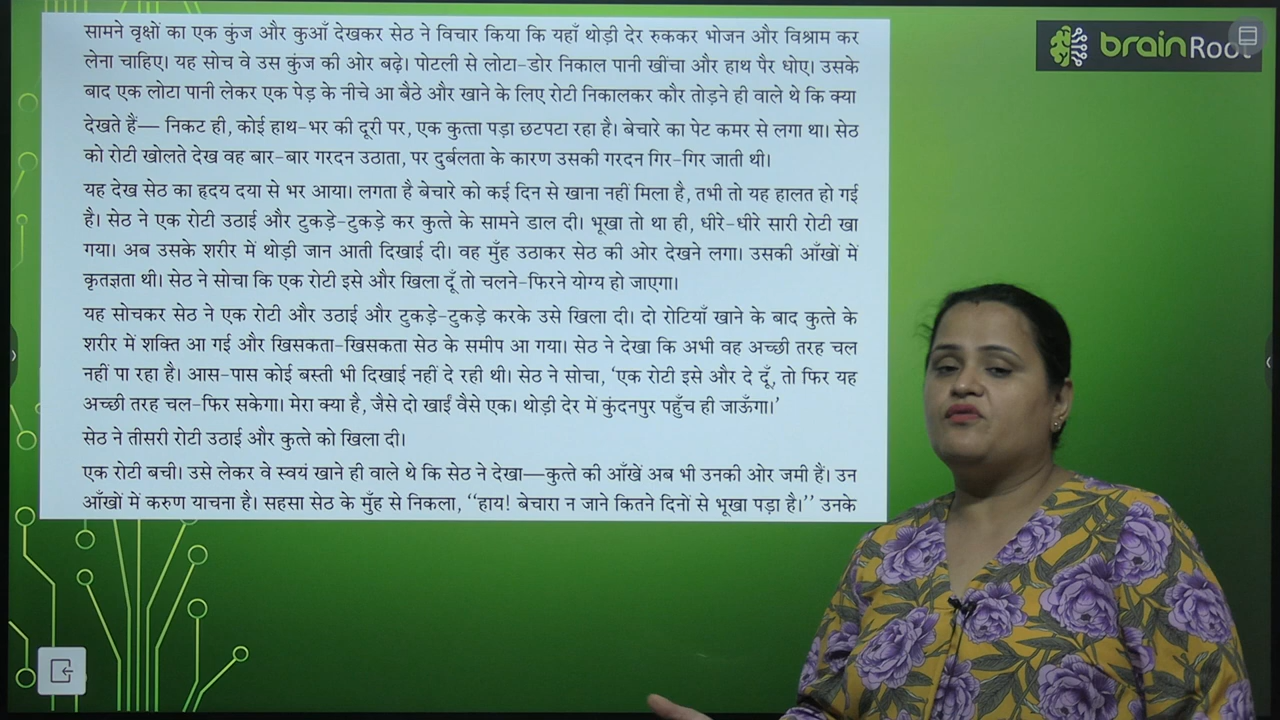 सामने वृक्षों का एक कुंज और कुआँ देखकर सेठ ने विचार किया कि यहाँ थोड़ी देर रुककर भोजन और विश्राम कर
लेना चाहिए। यह सोच वे उस कुंज की ओर बढ़े। पोटली से लोटा-डोर निकाल पानी खींचा और हाथ पैर धोए। उसके
बाद एक लोटा पानी लेकर एक पेड़ के नीचे आ बैठे और खाने के लिए रोटी निकालकर कौर तोड़ने ही वाले थे कि क्या
देखते हैं— निकट ही, कोई हाथ-भर की दूरी पर, एक कुत्ता पड़ा छटपटा रहा है। बेचारे का पेट कमर से लगा था। सेठ
को रोटी खोलते देख वह बार-बार गरदन उठाता, पर दुर्बलता के कारण उसकी गरदन गिर-गिर जाती थी।
यह देख सेठ का हृदय दया से भर आया। लगता है बेचारे को कई दिन से खाना नहीं मिला है, तभी तो यह हालत हो गई
है। सेठ ने एक रोटी उठाई और टुकड़े-टुकड़े कर कुत्ते के सामने डाल दी। भूखा तो था ही, धीरे-धीरे सारी रोटी खा
गया। अब उसके शरीर में थोड़ी जान आती दिखाई दी। वह मुँह उठाकर सेठ की ओर देखने लगा। उसकी आँखों में
कृतज्ञता थी। सेठ ने सोचा कि एक रोटी इसे और खिला दूँ तो चलने-फिरने योग्य हो जाएगा।
यह सोचकर सेठ ने एक रोटी और उठाई और टुकड़े-टुकड़े करके उसे खिला दी। दो रोटियाँ खाने के बाद कुत्ते के
शरीर में शक्ति आ गई और खिसकता-खिसकता सेठ के समीप आ गया। सेठ ने देखा कि अभी वह अच्छी तरह चल
नहीं पा रहा है। आस-पास कोई बस्ती भी दिखाई नहीं दे रही थी। सेठ ने सोचा, ‘एक रोटी इसे और दे दूँ, तो फिर यह
अच्छी तरह चल-फिर सकेगा। मेरा क्या है, जैसे दो खाईं वैसे एक। थोड़ी देर में कुंदनपुर पहुँच ही जाऊँगा।’
सेठ ने तीसरी रोटी उठाई और कुत्ते को खिला दी।
एक रोटी बची। उसे लेकर वे स्वयं खाने ही वाले थे कि सेठ ने देखा—कुत्ते की आँखें अब भी उनकी ओर जमी हैं। उन
आँखों में करुण याचना है। सहसा सेठ के मुँह से निकला, ‘‘हाय! बेचारा न जाने कितने दिनों से भूखा पड़ा है।’’ उनके
brainRoot